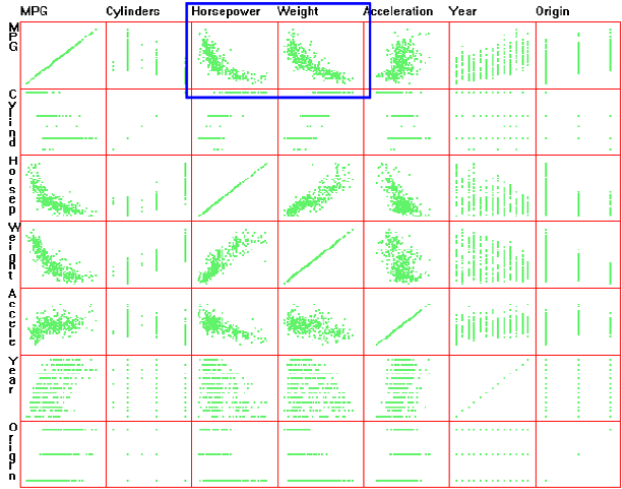 MPG Cylinders Horsepower Weight Acceleration Year Origin
MPG
Cylind
Horsep
Weight
Accele
Year
Origin